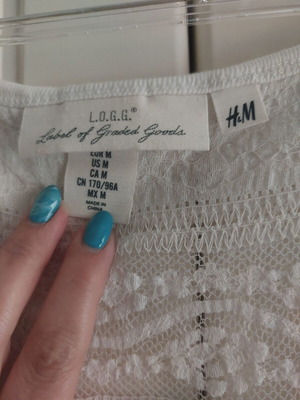 L.O.G.G.®
Label of Graded Goods
H&M
EUR M
US M
CA M
CN 170/96A
MX M
MADE IN
CHINA